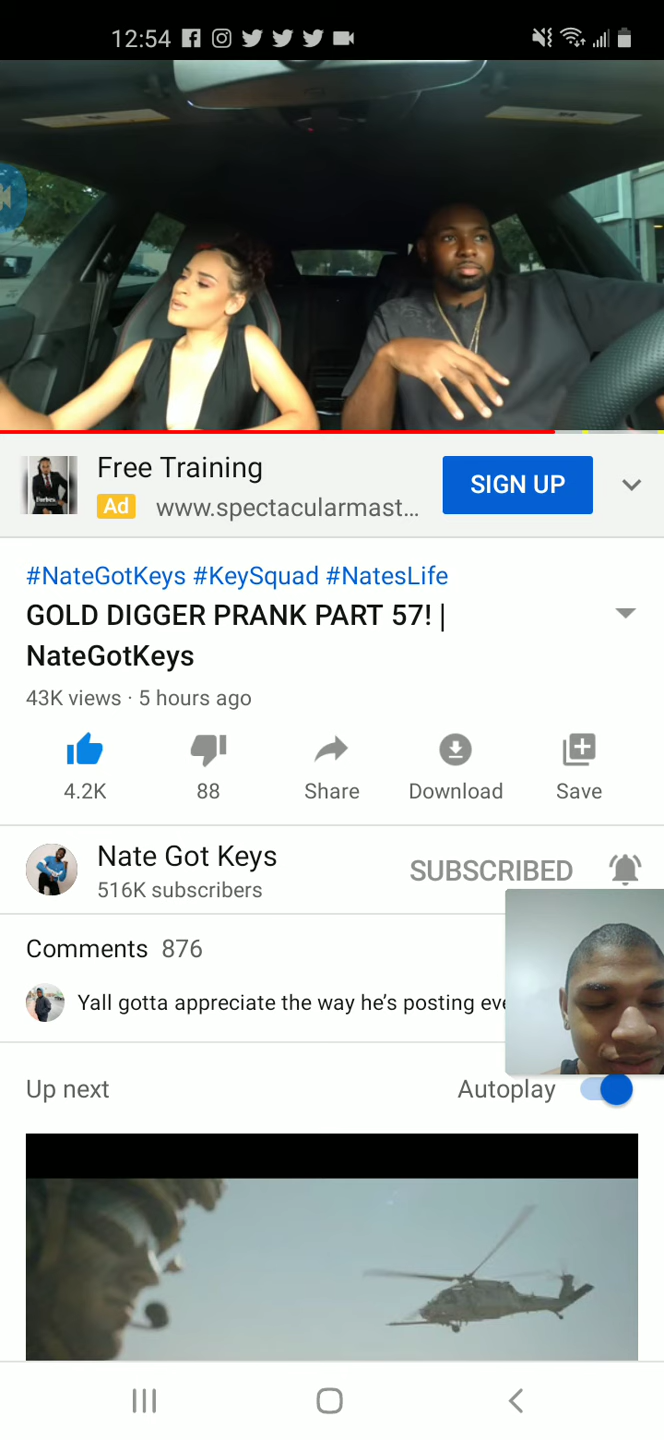 12:54
Free Training
SIGN UP
Ad www.spectacularmast...
#NateGotKeys #KeySquad #NatesLife
GOLD DIGGER PRANK PART 57! |
NateGotKeys
43K views · 5 hours ago
4.2K
88
Share
Download
Save
Nate Got Keys
516K subscribers
SUBSCRIBED
Comments 876
Yall gotta appreciate the way he’s posting
Up next
Autoplay